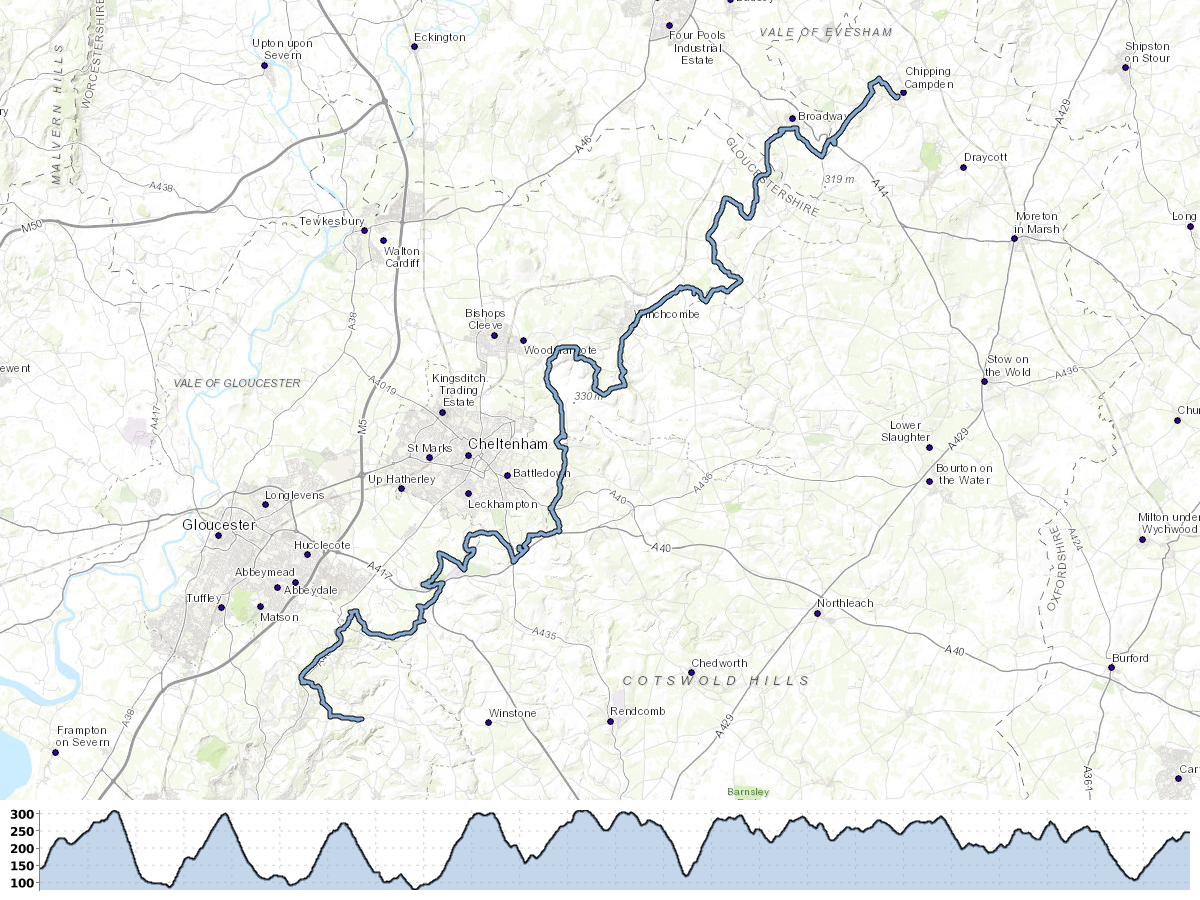 Four Pools
Industrial
Estate
VALE OF EVESHAM
WORCESTERSHIRE
MALVERN HILLS
Upton upon
Severn
Eckington
Shipston
on Stour
Chipping
Campden
Broadway
A429
A46
GLOUCESTERSHIRE
319 m
A44
Draycott
A438
M50
Tewkesbury
Walton
Cardiff
Moreton
in Marsh
Long
A38
Bishops
Cleeve
Woodmancote
Winchcombe
VALE OF GLOUCESTER
A4019
Kingsditch
Trading
Estate
330 m
Stow on
the Wold
A436
A417
M5
St Marks
Cheltenham
Lower
Slaughter
A429
Up Hatherley
Battledown
Leckhampton
A436
Bourton on
the Water
A40
Longlevens
Gloucester
Hucclecote
Abbeymead
Abbeydale
Tuffley
Matson
A417
A40
Milton under
Wychwood
A424
OXFORDSHIRE
Northleach
A435
A40
Burford
Chedworth
COTSWOLD HILLS
Winstone
Rendcomb
A429
A38
Frampton
on Severn
A361
Barnsley
300
250
200
150
100